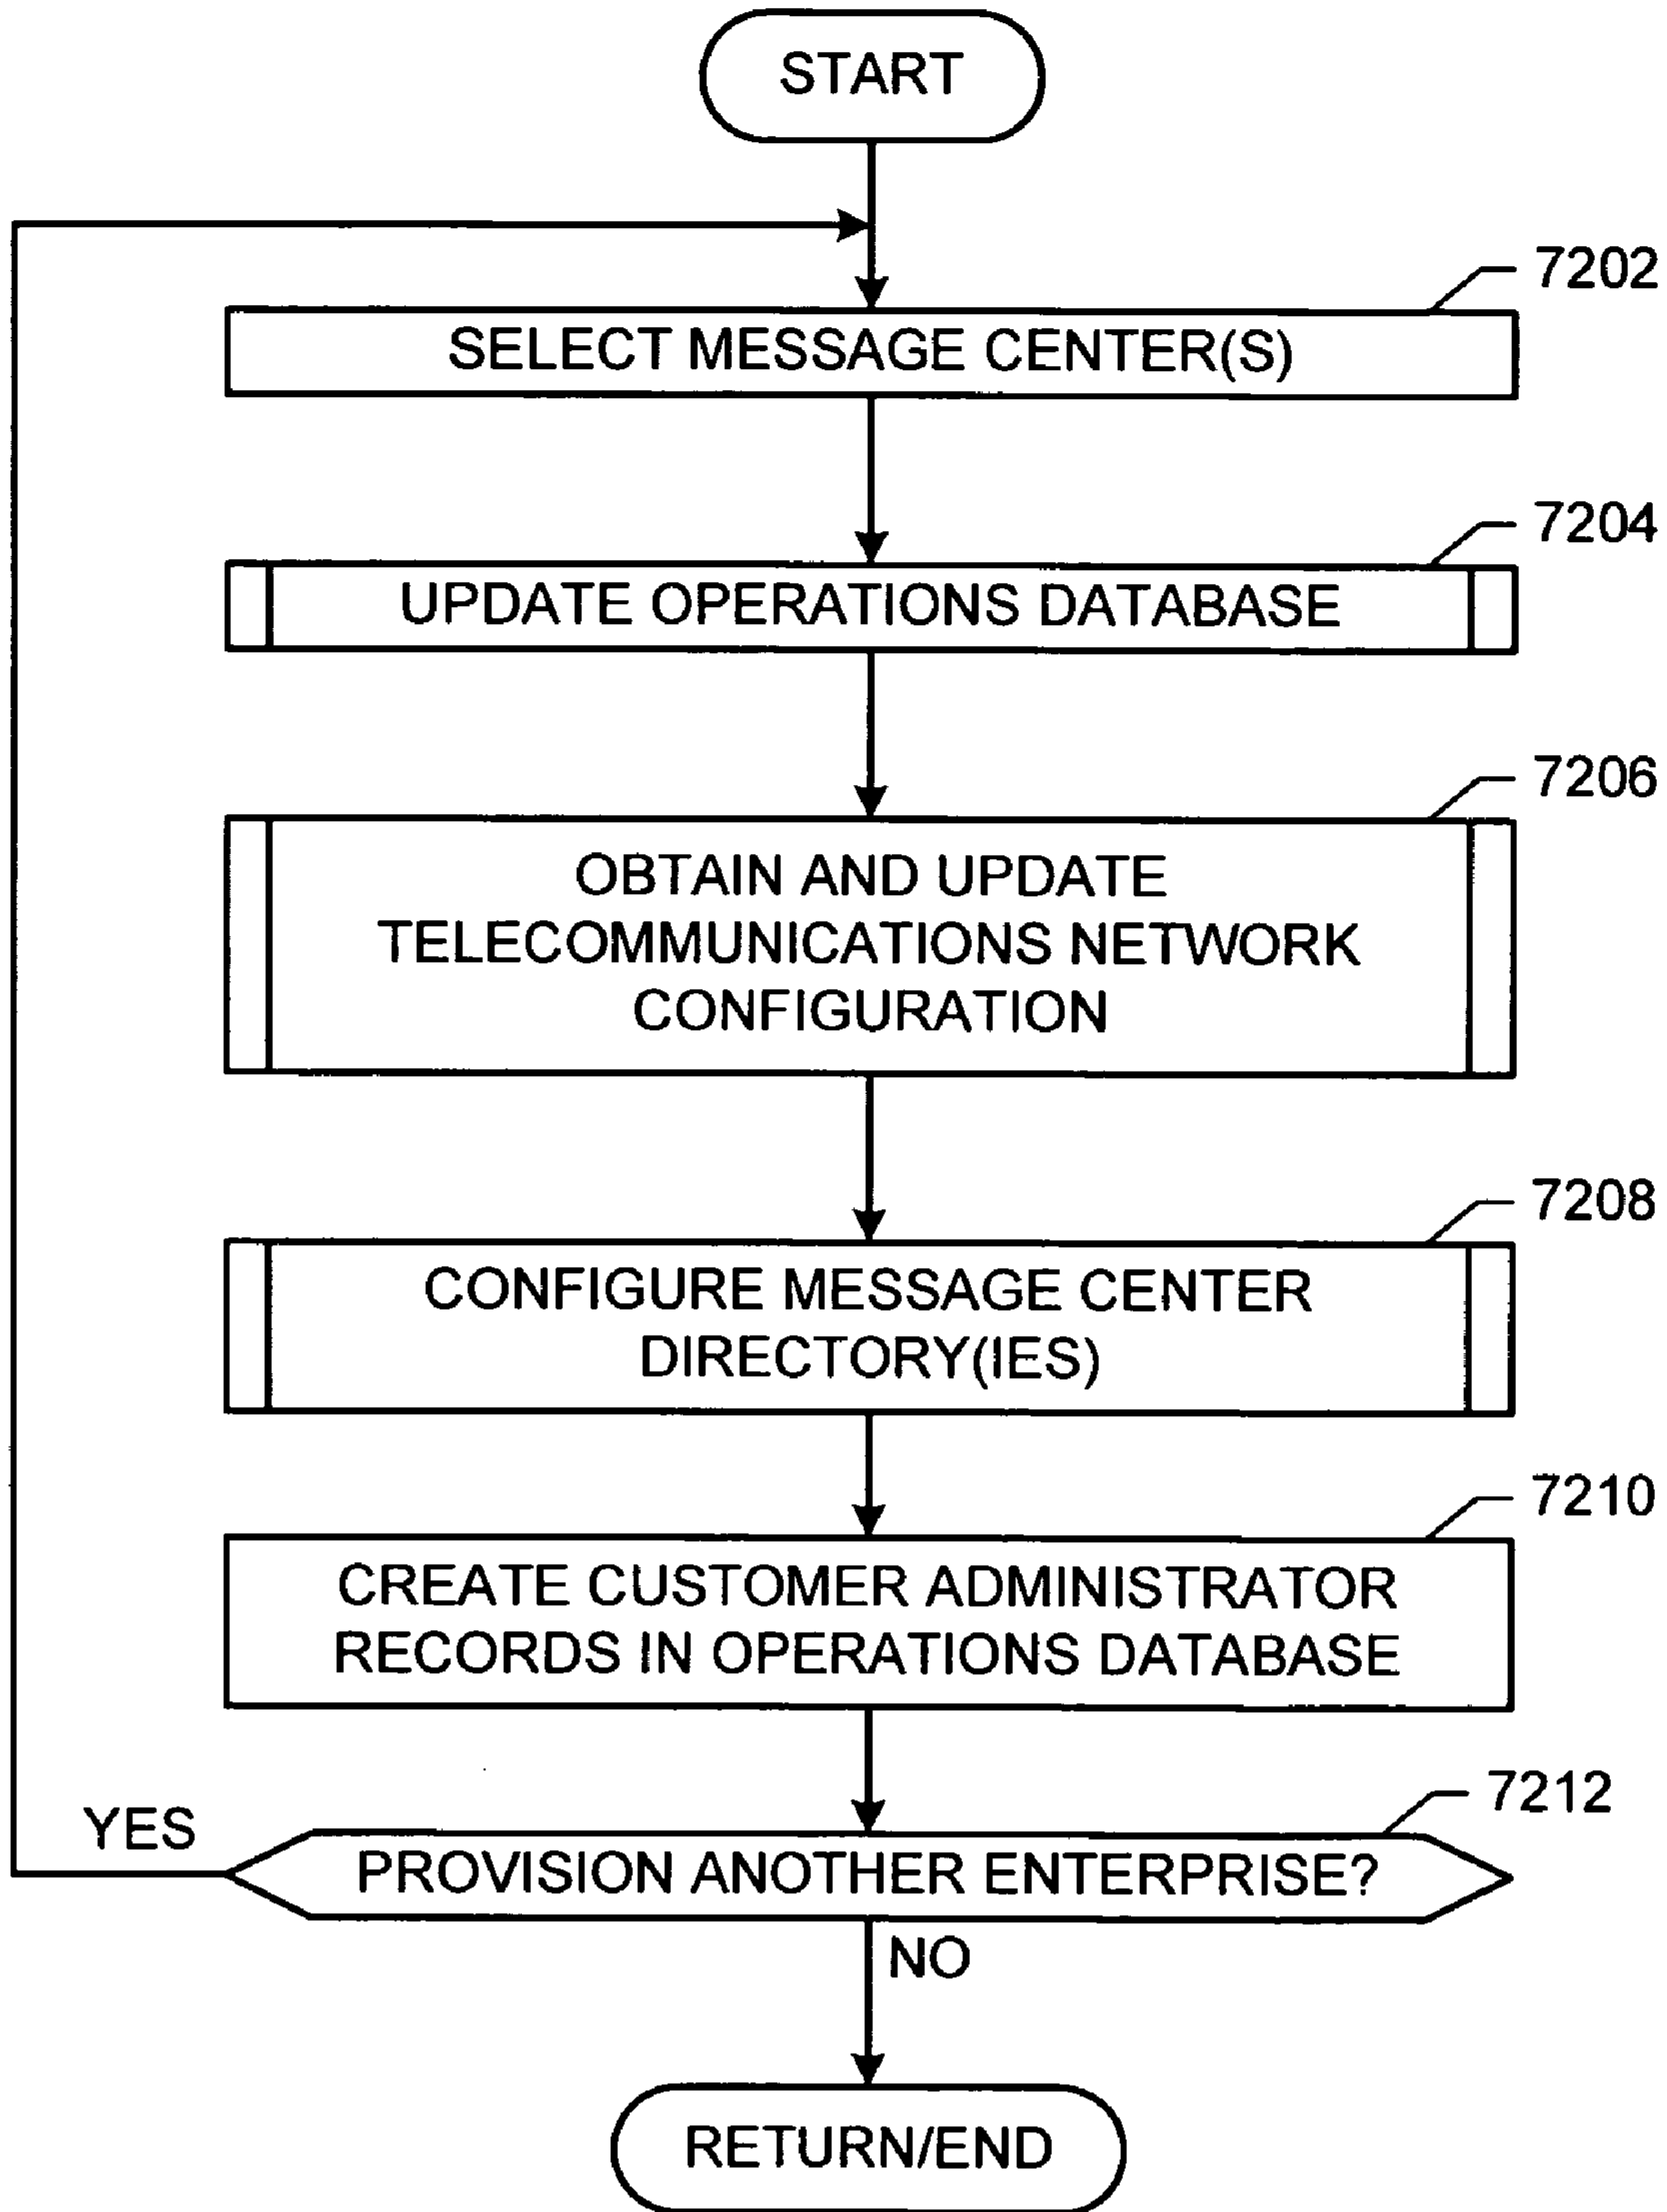 START
7202
SELECT MESSAGE CENTER(S)
7204
UPDATE OPERATIONS DATABASE
7206
OBTAIN AND UPDATE
TELECOMMUNICATIONS NETWORK
CONFIGURATION
7208
CONFIGURE MESSAGE CENTER
DIRECTORY(IES)
7210
CREATE CUSTOMER ADMINISTRATOR
RECORDS IN OPERATIONS DATABASE
7212
YES
PROVISION ANOTHER ENTERPRISE?
NO
RETURN/END